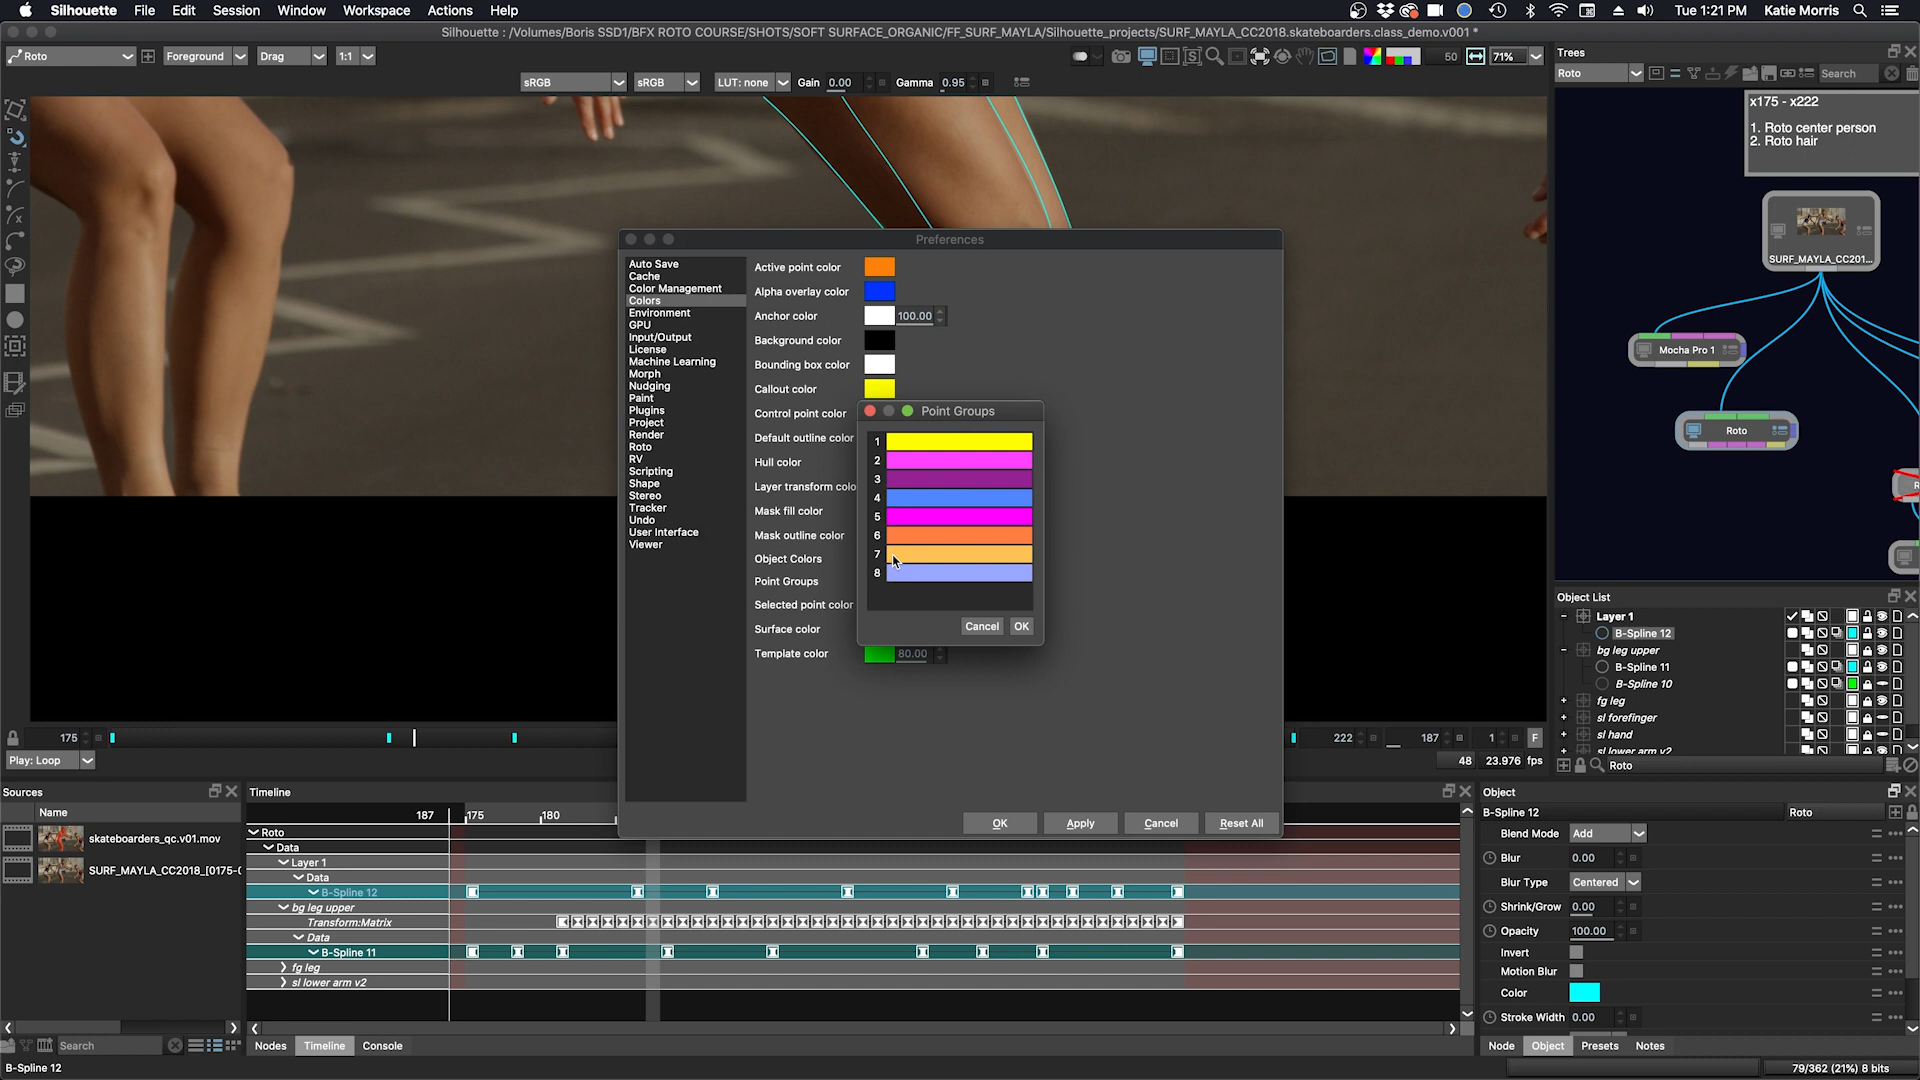 Silhouette File Edit Session Window Workspace Actions Help
Tue 1:21 PM Katie Morris
Silhouette : /Volumes/Boris SSD1/BFX ROTO COURSE/SHOTS/SOFT SURFACE_ORGANIC/FF_SURF_MAYLA/Silhouette_projects/SURF_MAYLA_CC2018.skateboarders.class_demo.v001 *
Roto Foreground Drag 1:1 50 71%
sRGB sRGB LUT: none Gain 0.00 Gamma 0.95
Trees
Roto Search
x175 - x222
1. Roto center person
2. Roto hair
SURF_MAYLA_CC201...
Mocha Pro 1
Roto
Preferences
Auto Save
Cache
Color Management
Colors
Environment
GPU
Input/Output
License
Machine Learning
Morph
Nudging
Paint
Plugins
Project
Render
Roto
RV
Scripting
Shape
Stereo
Tracker
Undo
User Interface
Viewer
Active point color
Alpha overlay color
Anchor color 100.00
Background color
Bounding box color
Callout color
Control point color
Default outline color
Hull color
Layer transform colo
Mask fill color
Mask outline color
Object Colors
Point Groups
Selected point color
Surface color
Template color 80.00
Point Groups
1
2
3
4
5
6
7
8
Cancel OK
OK Apply Cancel Reset All
Object List
Layer 1
B-Spline 12
bg leg upper
B-Spline 11
B-Spline 10
fg leg
sl forefinger
sl hand
sl lower arm v2
Roto
175 222 187 1 F
Play: Loop 48 23.976 fps
Sources
Name
skateboarders_qc.v01.mov
SURF_MAYLA_CC2018_[0175-0
Search
Timeline
187 175 180
Roto
Data
Layer 1
Data
B-Spline 12
bg leg upper
Transform:Matrix
Data
B-Spline 11
fg leg
sl lower arm v2
Nodes Timeline Console
Object
B-Spline 12 Roto
Blend Mode Add
Blur 0.00
Blur Type Centered
Shrink/Grow 0.00
Opacity 100.00
Invert
Motion Blur
Color
Stroke Width 0.00
Node Object Presets Notes
B-Spline 12
79/362 (21%) 8 bits